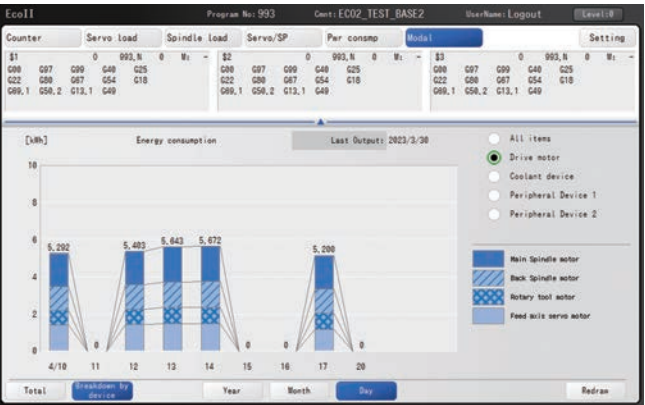 EcoII Program No: 993 Cmnt: ECO2_TEST_BASE2 UserName: Logout Level:0
Counter Servo load Spindle load Servo/SP Pwr consmp Modal Setting
$1 0 993,N 0 M: - $2 0 993,N 0 M: - $3 0 993,N 0 M: -
G00 G97 G99 G40 G25 G00 G97 G99 G40 G25 G00 G97 G99 G40 G25
G22 G80 G67 G54 G18 G22 G80 G67 G54 G18 G22 G80 G67 G54 G18
G69.1 G50.2 G13.1 G49 G69.1 G50.2 G13.1 G49 G69.1 G50.2 G13.1 G49
[kWh] Energy consumption Last Output: 2023/3/30
All items
Drive motor
Coolant device
Peripheral Device 1
Peripheral Device 2
10
8
6
4
2
0
5,292 0 5,403 5,643 5,672 0 0 5,200 0
4/10 11 12 13 14 15 16 17 20
Main Spindle motor
Back Spindle motor
Rotary tool motor
Feed axis servo motor
Total Breakdown by device Year Month Day Redraw